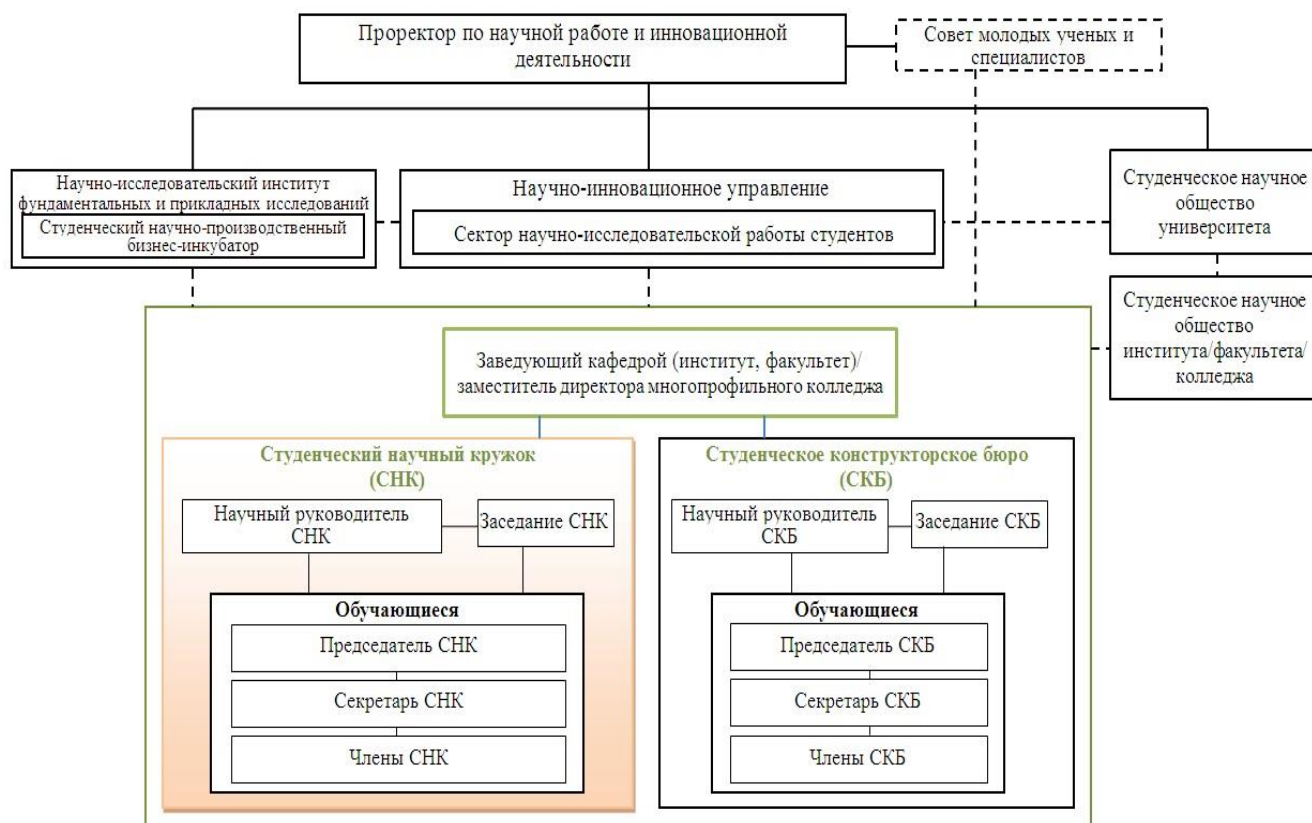 Проректор по научной работе и инновационной
деятельности
Совет молодых ученых и
специалистов
Научно-исследовательский институт
фундаментальных и прикладных исследований
Студенческий научно-производственный
бизнес-инкубатор
Научно-инновационное управление
Сектор научно-исследовательской работы студентов
Студенческое научное
общество
университета
Студенческое научное
общество
института/факультета/
колледжа
Заведующий кафедрой (институт, факультет)/
заместитель директора многопрофильного колледжа
Студенческий научный кружок
(СНК)
Научный руководитель
СНК
Заседание СНК
Обучающиеся
Председатель СНК
Секретарь СНК
Члены СНК
Студенческое конструкторское бюро
(СКБ)
Научный руководитель
СКБ
Заседание СКБ
Обучающиеся
Председатель СКБ
Секретарь СКБ
Члены СКБ